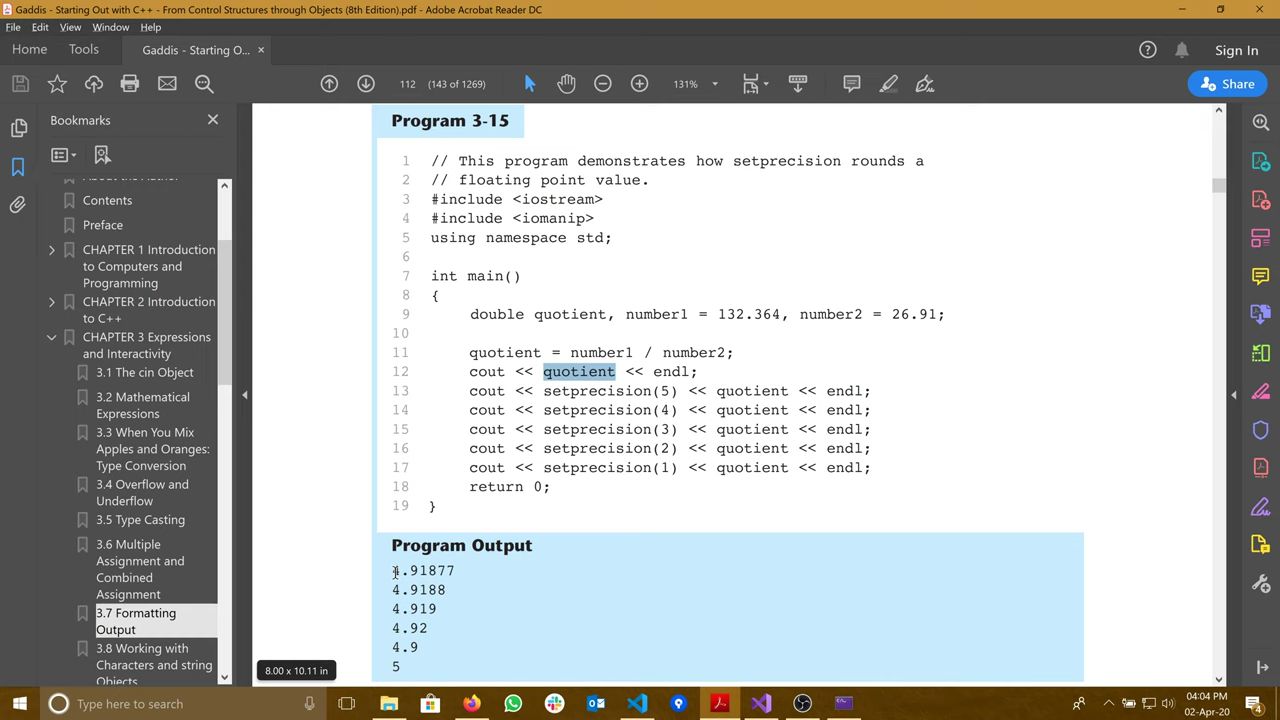 Gaddis - Starting Out with C++ - From Control Structures through Objects (8th Edition).pdf - Adobe Acrobat Reader DC
File Edit View Window Help
Home Tools Gaddis - Starting O... × Sign In
112 (143 of 1269) 131% Share
Bookmarks
Contents
Preface
CHAPTER 1 Introduction
to Computers and
Programming
CHAPTER 2 Introduction
to C++
CHAPTER 3 Expressions
and Interactivity
3.1 The cin Object
3.2 Mathematical
Expressions
3.3 When You Mix
Apples and Oranges:
Type Conversion
3.4 Overflow and
Underflow
3.5 Type Casting
3.6 Multiple
Assignment and
Combined
Assignment
3.7 Formatting
Output
3.8 Working with
Characters and string
Objects
Program 3-15
1 // This program demonstrates how setprecision rounds a
2 // floating point value.
3 #include <iostream>
4 #include <iomanip>
5 using namespace std;
6
7 int main()
8 {
9 double quotient, number1 = 132.364, number2 = 26.91;
10
11 quotient = number1 / number2;
12 cout << quotient << endl;
13 cout << setprecision(5) << quotient << endl;
14 cout << setprecision(4) << quotient << endl;
15 cout << setprecision(3) << quotient << endl;
16 cout << setprecision(2) << quotient << endl;
17 cout << setprecision(1) << quotient << endl;
18 return 0;
19 }
Program Output
4.91877
4.9188
4.919
4.92
4.9
5
8.00 x 10.11 in
Type here to search
04:04 PM
02-Apr-20
4